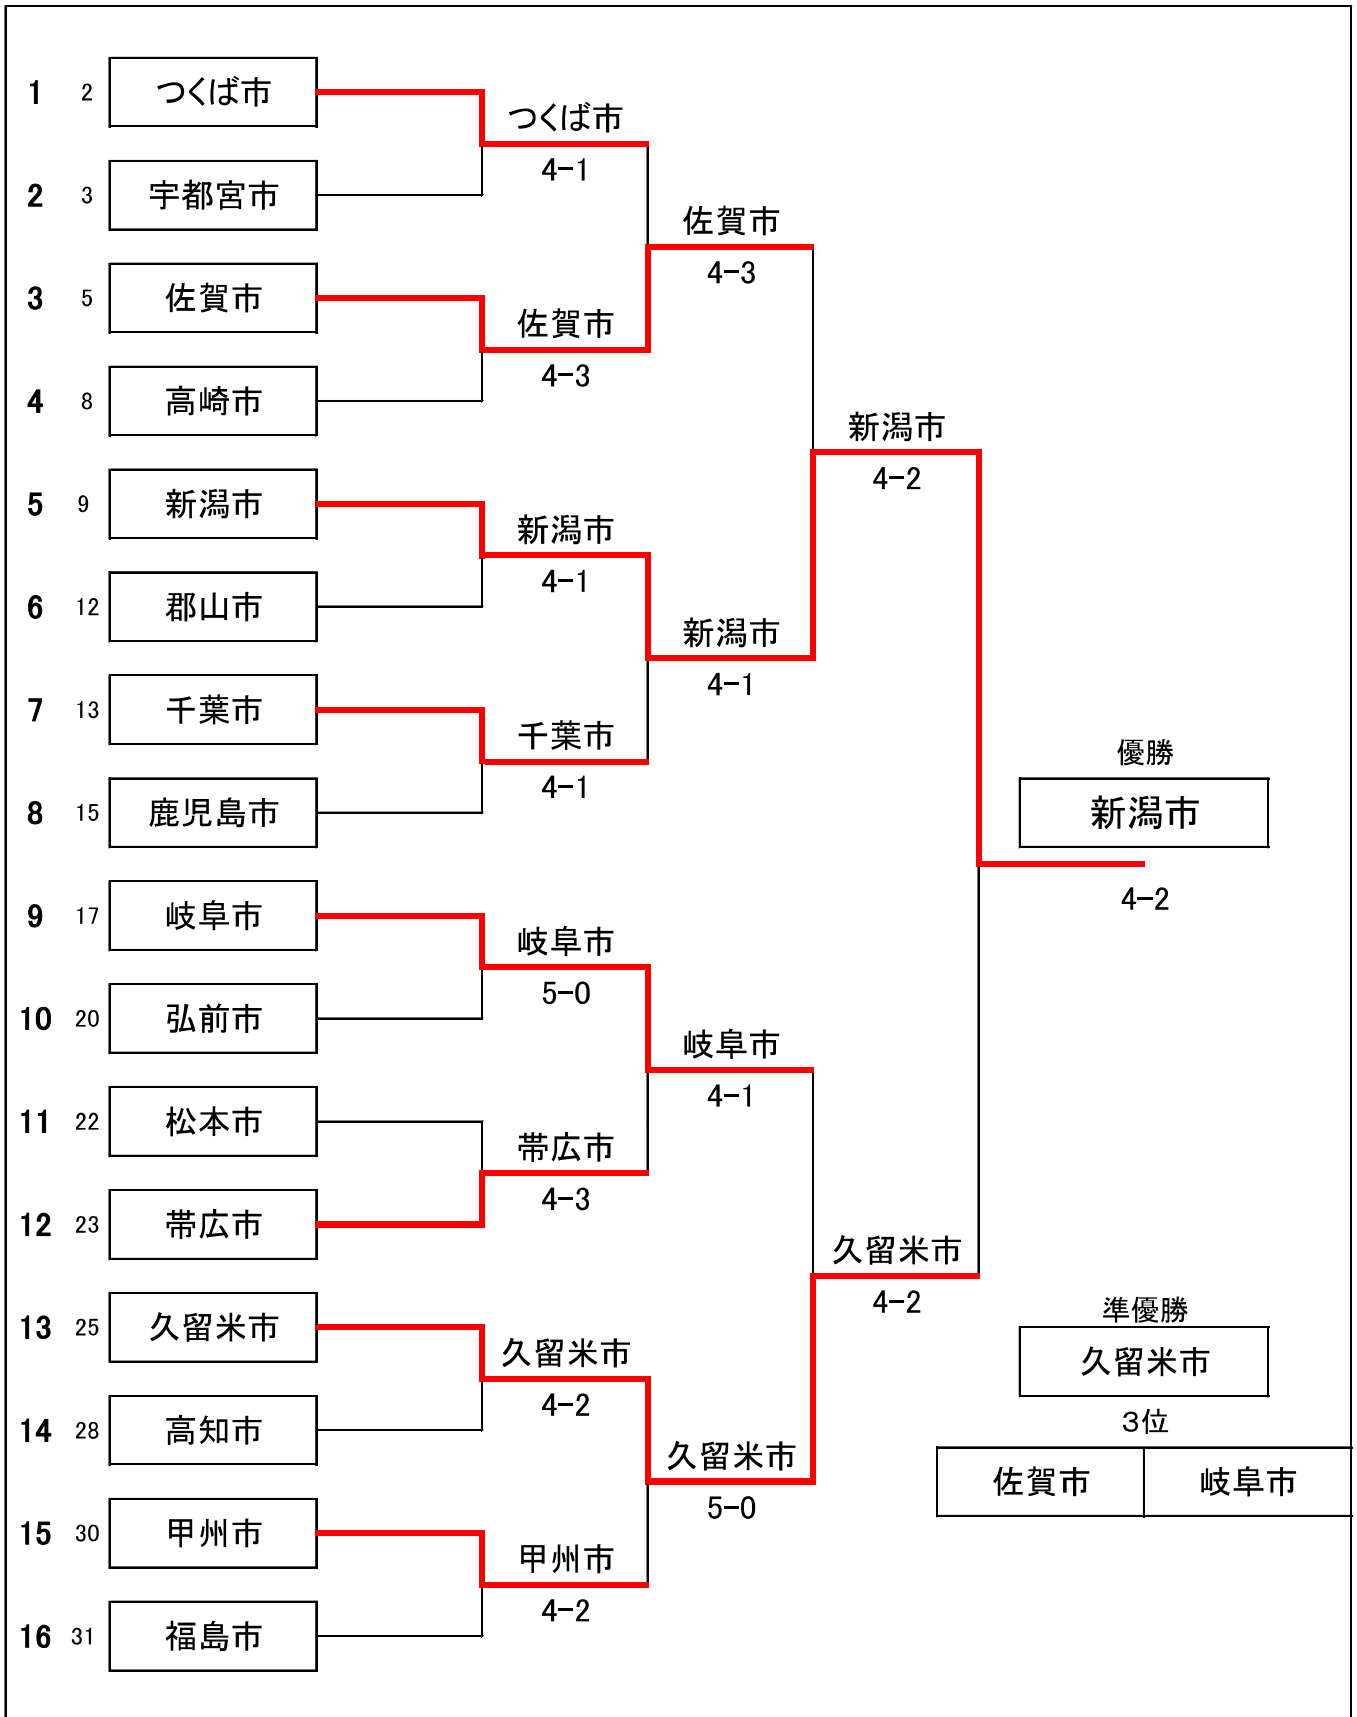 1 2 つくば市
つくば市
4-1
2 3 宇都宮市
佐賀市
4-3
3 5 佐賀市
佐賀市
4-3
4 8 高崎市
新潟市
4-2
5 9 新潟市
新潟市
4-1
6 12 郡山市
新潟市
4-1
7 13 千葉市
千葉市
4-1
8 15 鹿児島市
優勝
新潟市
4-2
9 17 岐阜市
岐阜市
5-0
10 20 弘前市
岐阜市
4-1
11 22 松本市
帯広市
4-3
12 23 帯広市
久留米市
4-2
13 25 久留米市
久留米市
4-2
準優勝
久留米市
14 28 高知市
3位
久留米市
5-0
佐賀市 岐阜市
15 30 甲州市
甲州市
4-2
16 31 福島市